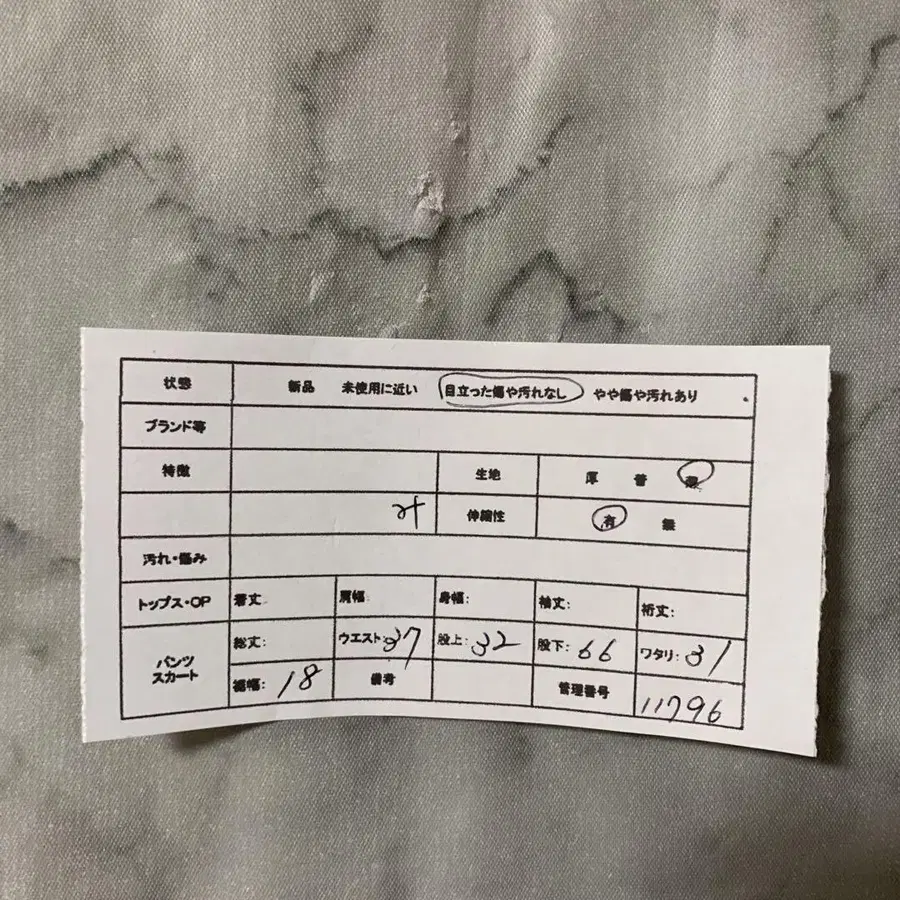 状態 新品 未使用に近い 目立った傷や汚れなし やや傷や汚れあり
ブランド等
特徴 生地 厚 普 薄
伸縮性 有 無
汚れ・傷み
トップス・OP 着丈: 肩幅: 身幅: 袖丈: 裄丈:
パンツ スカート 総丈: ウエスト:37 股上:32 股下:66 ワタリ:31
裾幅:18 備考 管理番号 11796